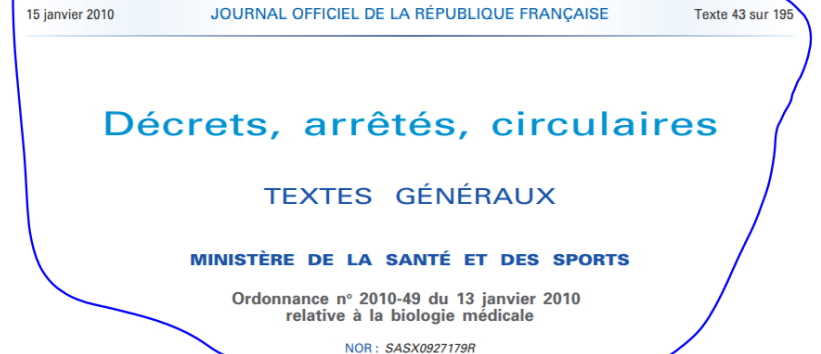 15 janvier 2010 JOURNAL OFFICIEL DE LA RÉPUBLIQUE FRANÇAISE Texte 43 sur 195
Décrets, arrêtés, circulaires
TEXTES GÉNÉRAUX
MINISTÈRE DE LA SANTÉ ET DES SPORTS
Ordonnance nᵒ 2010-49 du 13 janvier 2010
relative à la biologie médicale
NOR : SASX0927179R